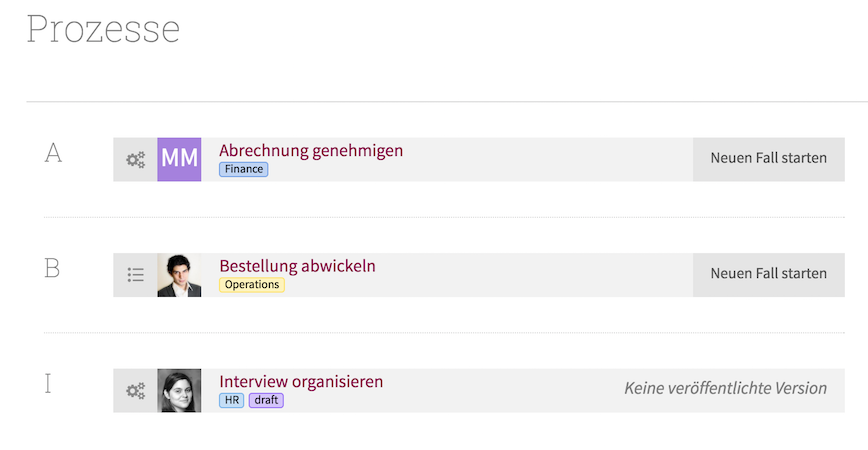 Prozesse
A
MM
Abrechnung genehmigen
Neuen Fall starten
Finance
B
Bestellung abwickeln
Neuen Fall starten
Operations
I
Interview organisieren
Keine veröffentlichte Version
HR draft